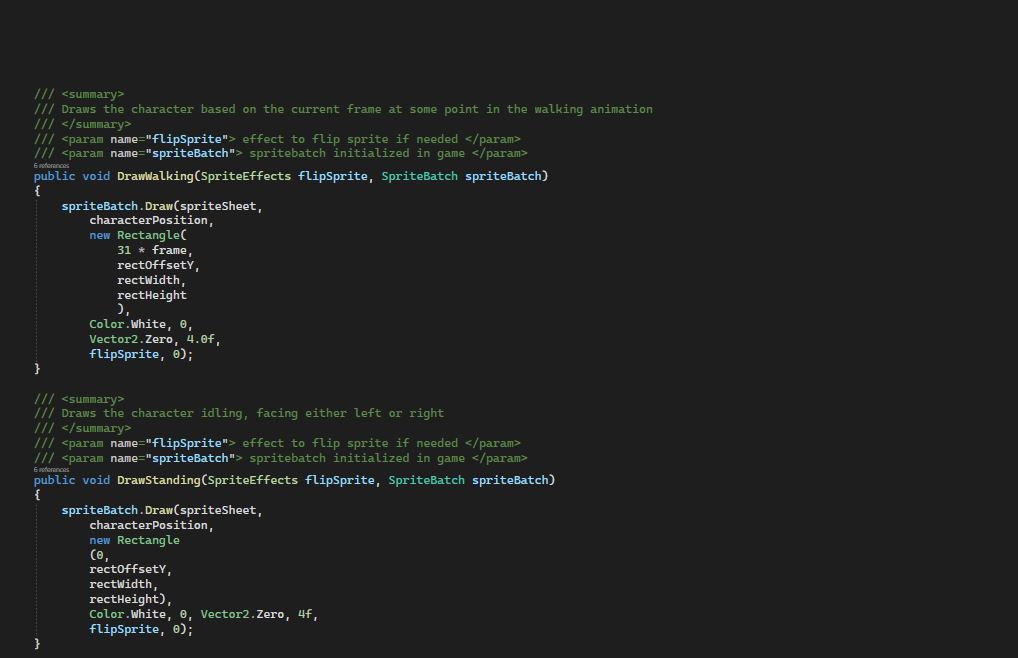 /// <summary>
/// Draws the character based on the current frame at some point in the walking animation
/// </summary>
/// <param name="flipSprite"> effect to flip sprite if needed </param>
/// <param name="spriteBatch"> spritebatch initialized in game </param>
6 references
public void DrawWalking(SpriteEffects flipSprite, SpriteBatch spriteBatch)
{
    spriteBatch.Draw(spriteSheet,
        characterPosition,
        new Rectangle(
            31 * frame,
            rectOffsetY,
            rectWidth,
            rectHeight
            ),
        Color.White, 0,
        Vector2.Zero, 4.0f,
        flipSprite, 0);
}

/// <summary>
/// Draws the character idling, facing either left or right
/// </summary>
/// <param name="flipSprite"> effect to flip sprite if needed </param>
/// <param name="spriteBatch"> spritebatch initialized in game </param>
6 references
public void DrawStanding(SpriteEffects flipSprite, SpriteBatch spriteBatch)
{
    spriteBatch.Draw(spriteSheet,
        characterPosition,
        new Rectangle
        (0,
        rectOffsetY,
        rectWidth,
        rectHeight),
        Color.White, 0, Vector2.Zero, 4f,
        flipSprite, 0);
}